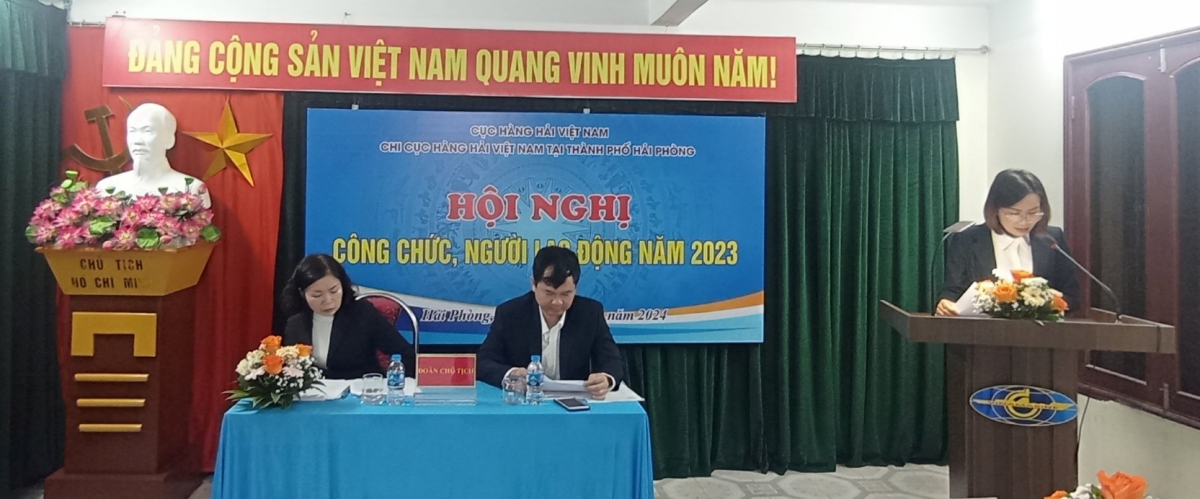 ĐẢNG CỘNG SẢN VIỆT NAM QUANG VINH MUÔN NĂM!
CỤC HÀNG HẢI VIỆT NAM
CHI CỤC HÀNG HẢI VIỆT NAM TẠI THÀNH PHỐ HẢI PHÒNG
HỘI NGHỊ
CÔNG CHỨC, NGƯỜI LAO ĐỘNG NĂM 2023
Hải Phòng, năm 2024
CHỦ TỊCH
HỒ CHÍ MINH
ĐOÀN CHỦ TỊCH